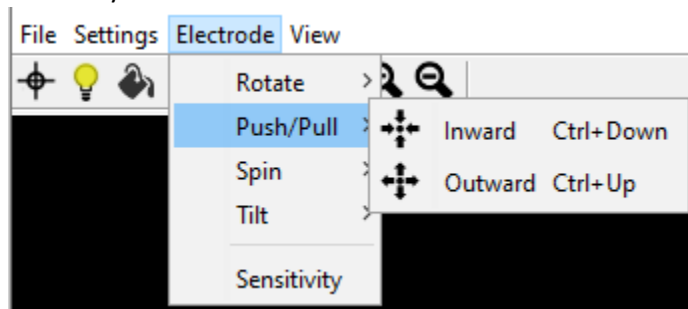 File Settings Electrode View
Rotate
Push/Pull
Inward Ctrl+Down
Spin
Outward Ctrl+Up
Tilt
Sensitivity